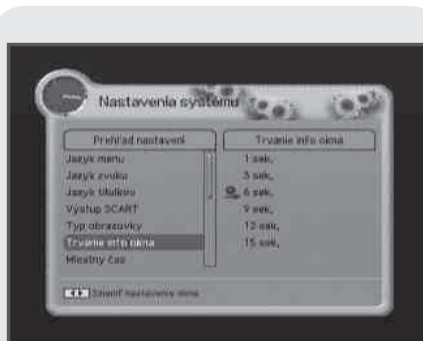 Nastavenia systému
Prehľad nastavení
Jazyk menu
Jazyk zvuku
Jazyk titulkov
Výstup SCART
Typ obrazovky
Trvanie info okna
Miestny čas
Trvanie info okna
1 sek.
3 sek.
6 sek.
9 sek.
12 sek.
15 sek.
Zmeniť nastavenie okna